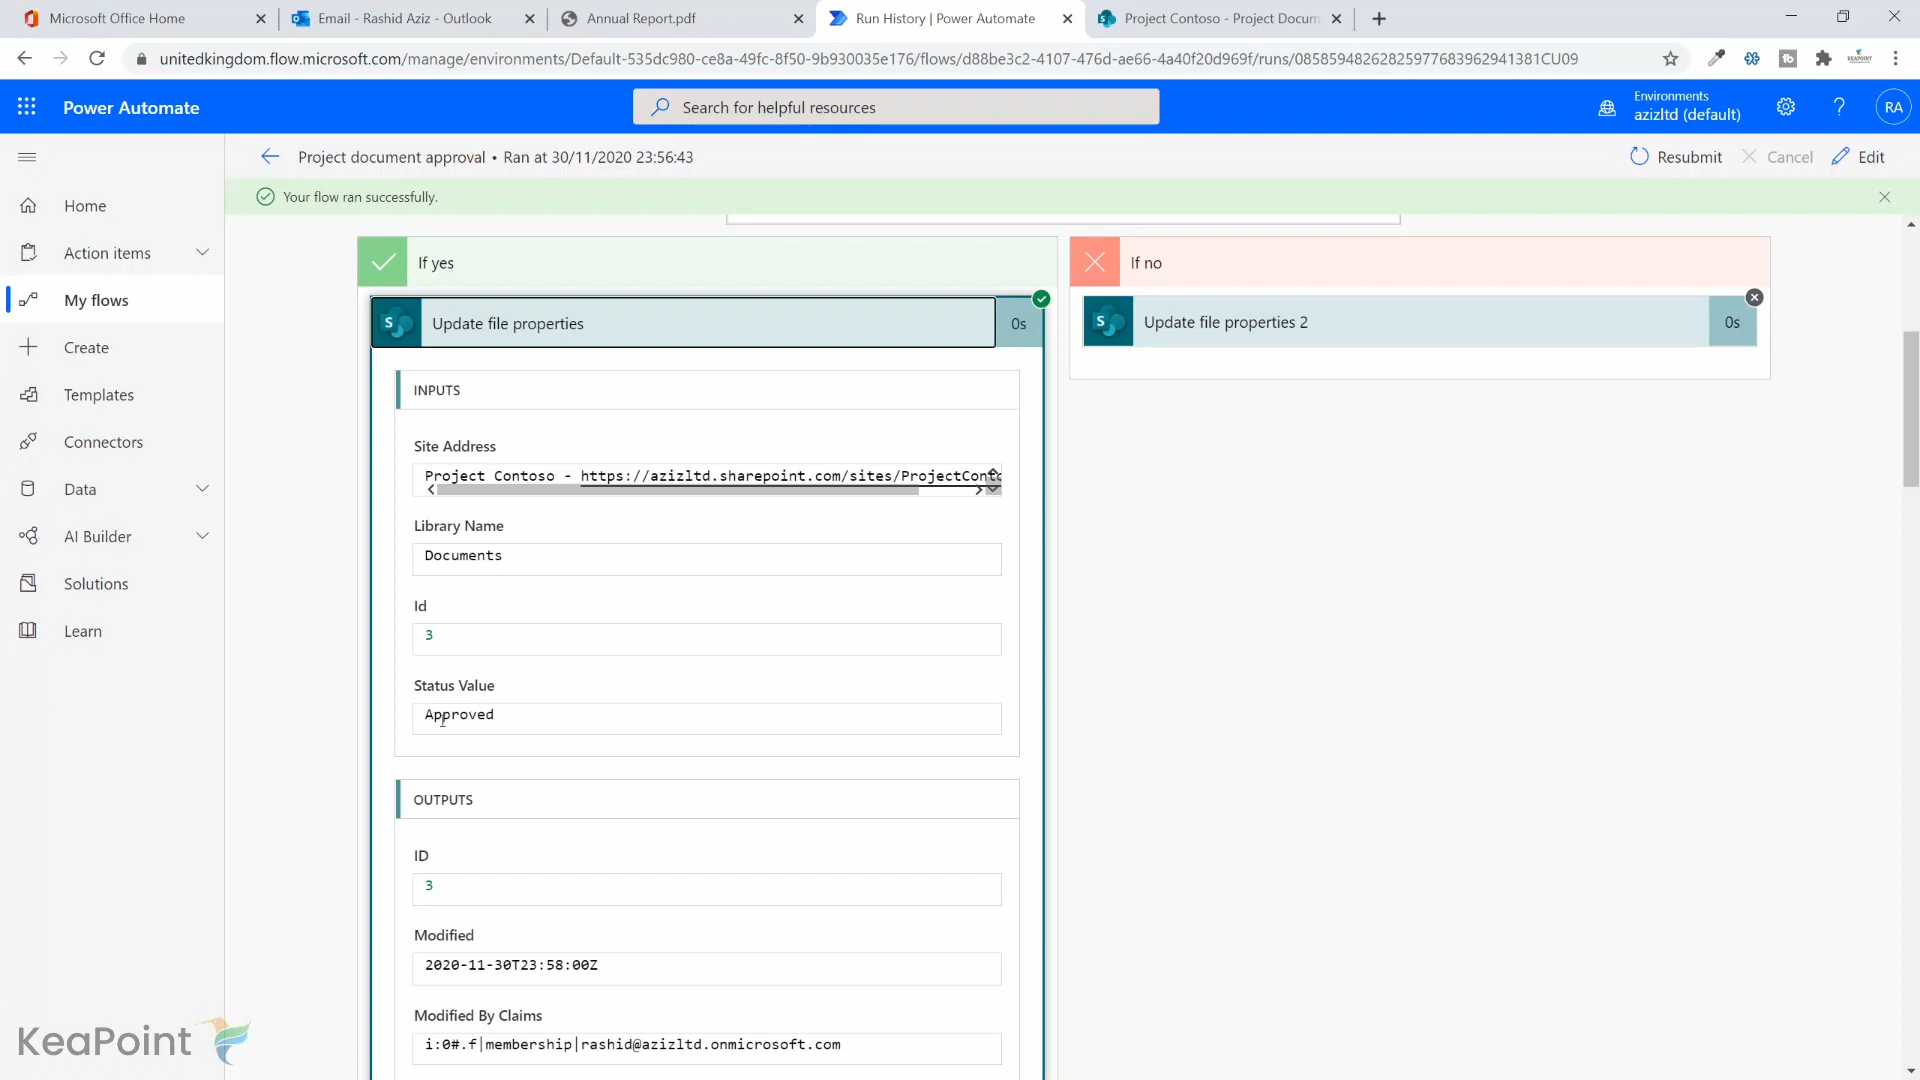 Microsoft Office Home
Email - Rashid Aziz - Outlook
Annual Report.pdf
Run History | Power Automate
Project Contoso - Project Docum
unitedkingdom.flow.microsoft.com/manage/environments/Default-535dc980-ce8a-49fc-8f50-9b930035e176/flows/d88be3c2-4107-476d-ae66-4a40f20d969f/runs/08585948262825977683962941381CU09
Power Automate
Search for helpful resources
Environments
azizltd (default)
RA
Project document approval • Ran at 30/11/2020 23:56:43
Resubmit
Cancel
Edit
Your flow ran successfully.
Home
Action items
My flows
Create
Templates
Connectors
Data
AI Builder
Solutions
Learn
If yes
Update file properties
0s
INPUTS
Site Address
Project Contoso - https://azizltd.sharepoint.com/sites/ProjectConto
Library Name
Documents
Id
3
Status Value
Approved
OUTPUTS
ID
3
Modified
2020-11-30T23:58:00Z
Modified By Claims
i:0#.f|membership|rashid@azizltd.onmicrosoft.com
If no
Update file properties 2
0s
KeaPoint